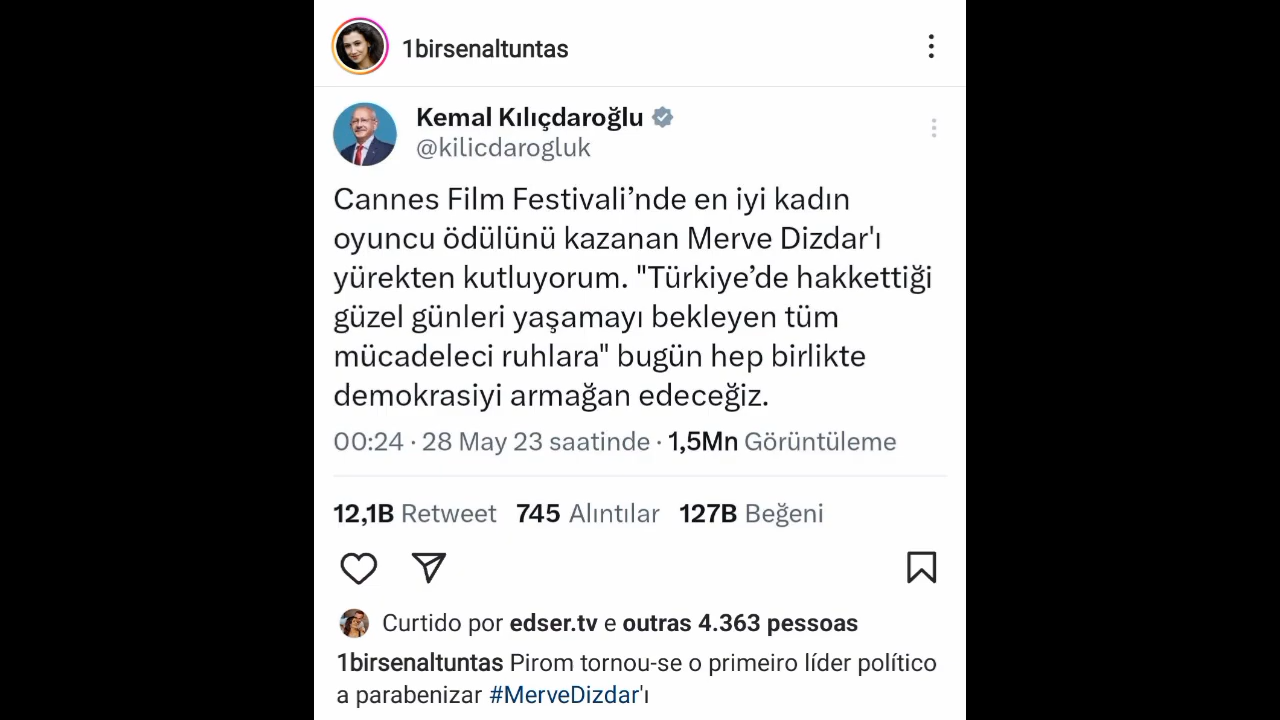 1birsenaltuntas
Kemal Kılıçdaroğlu
@kilicdarogluk
Cannes Film Festivali’nde en iyi kadın
oyuncu ödülünü kazanan Merve Dizdar'ı
yürekten kutluyorum. "Türkiye’de hakkettiği
güzel günleri yaşamayı bekleyen tüm
mücadeleci ruhlara" bugün hep birlikte
demokrasiyi armağan edeceğiz.
00:24 · 28 May 23 saatinde · 1,5Mn Görüntüleme
12,1B Retweet 745 Alıntılar 127B Beğeni
Curtido por edser.tv e outras 4.363 pessoas
1birsenaltuntas Pirom tornou-se o primeiro líder político
a parabenizar #MerveDizdar'ı